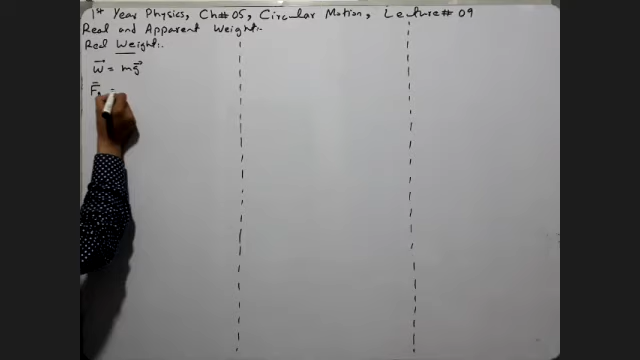 1st Year Physics, Ch# 05, Circular Motion, Lecture# 09
Real and Apparent Weight:-
Real Weight:-
W⃗ = mg⃗
F⃗ =